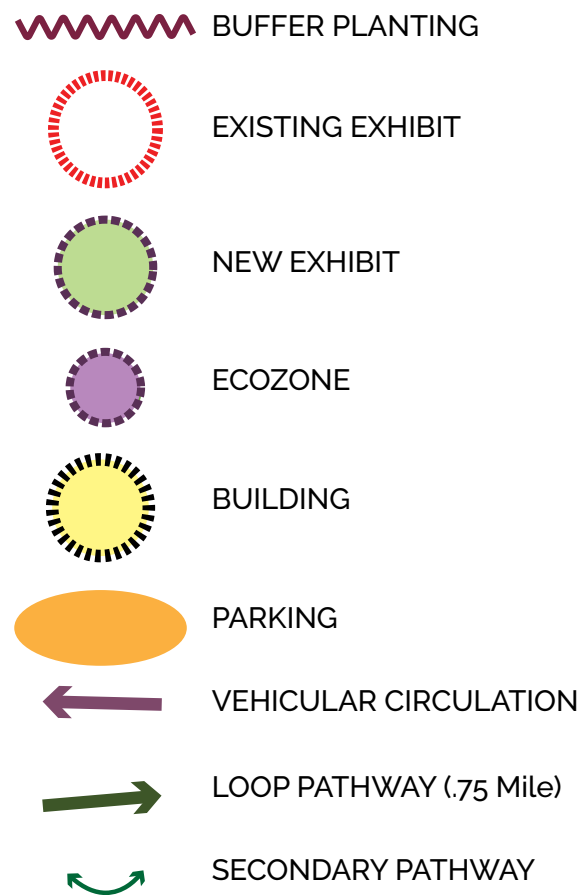 BUFFER PLANTING
EXISTING EXHIBIT
NEW EXHIBIT
ECOZONE
BUILDING
PARKING
VEHICULAR CIRCULATION
LOOP PATHWAY (.75 Mile)
SECONDARY PATHWAY